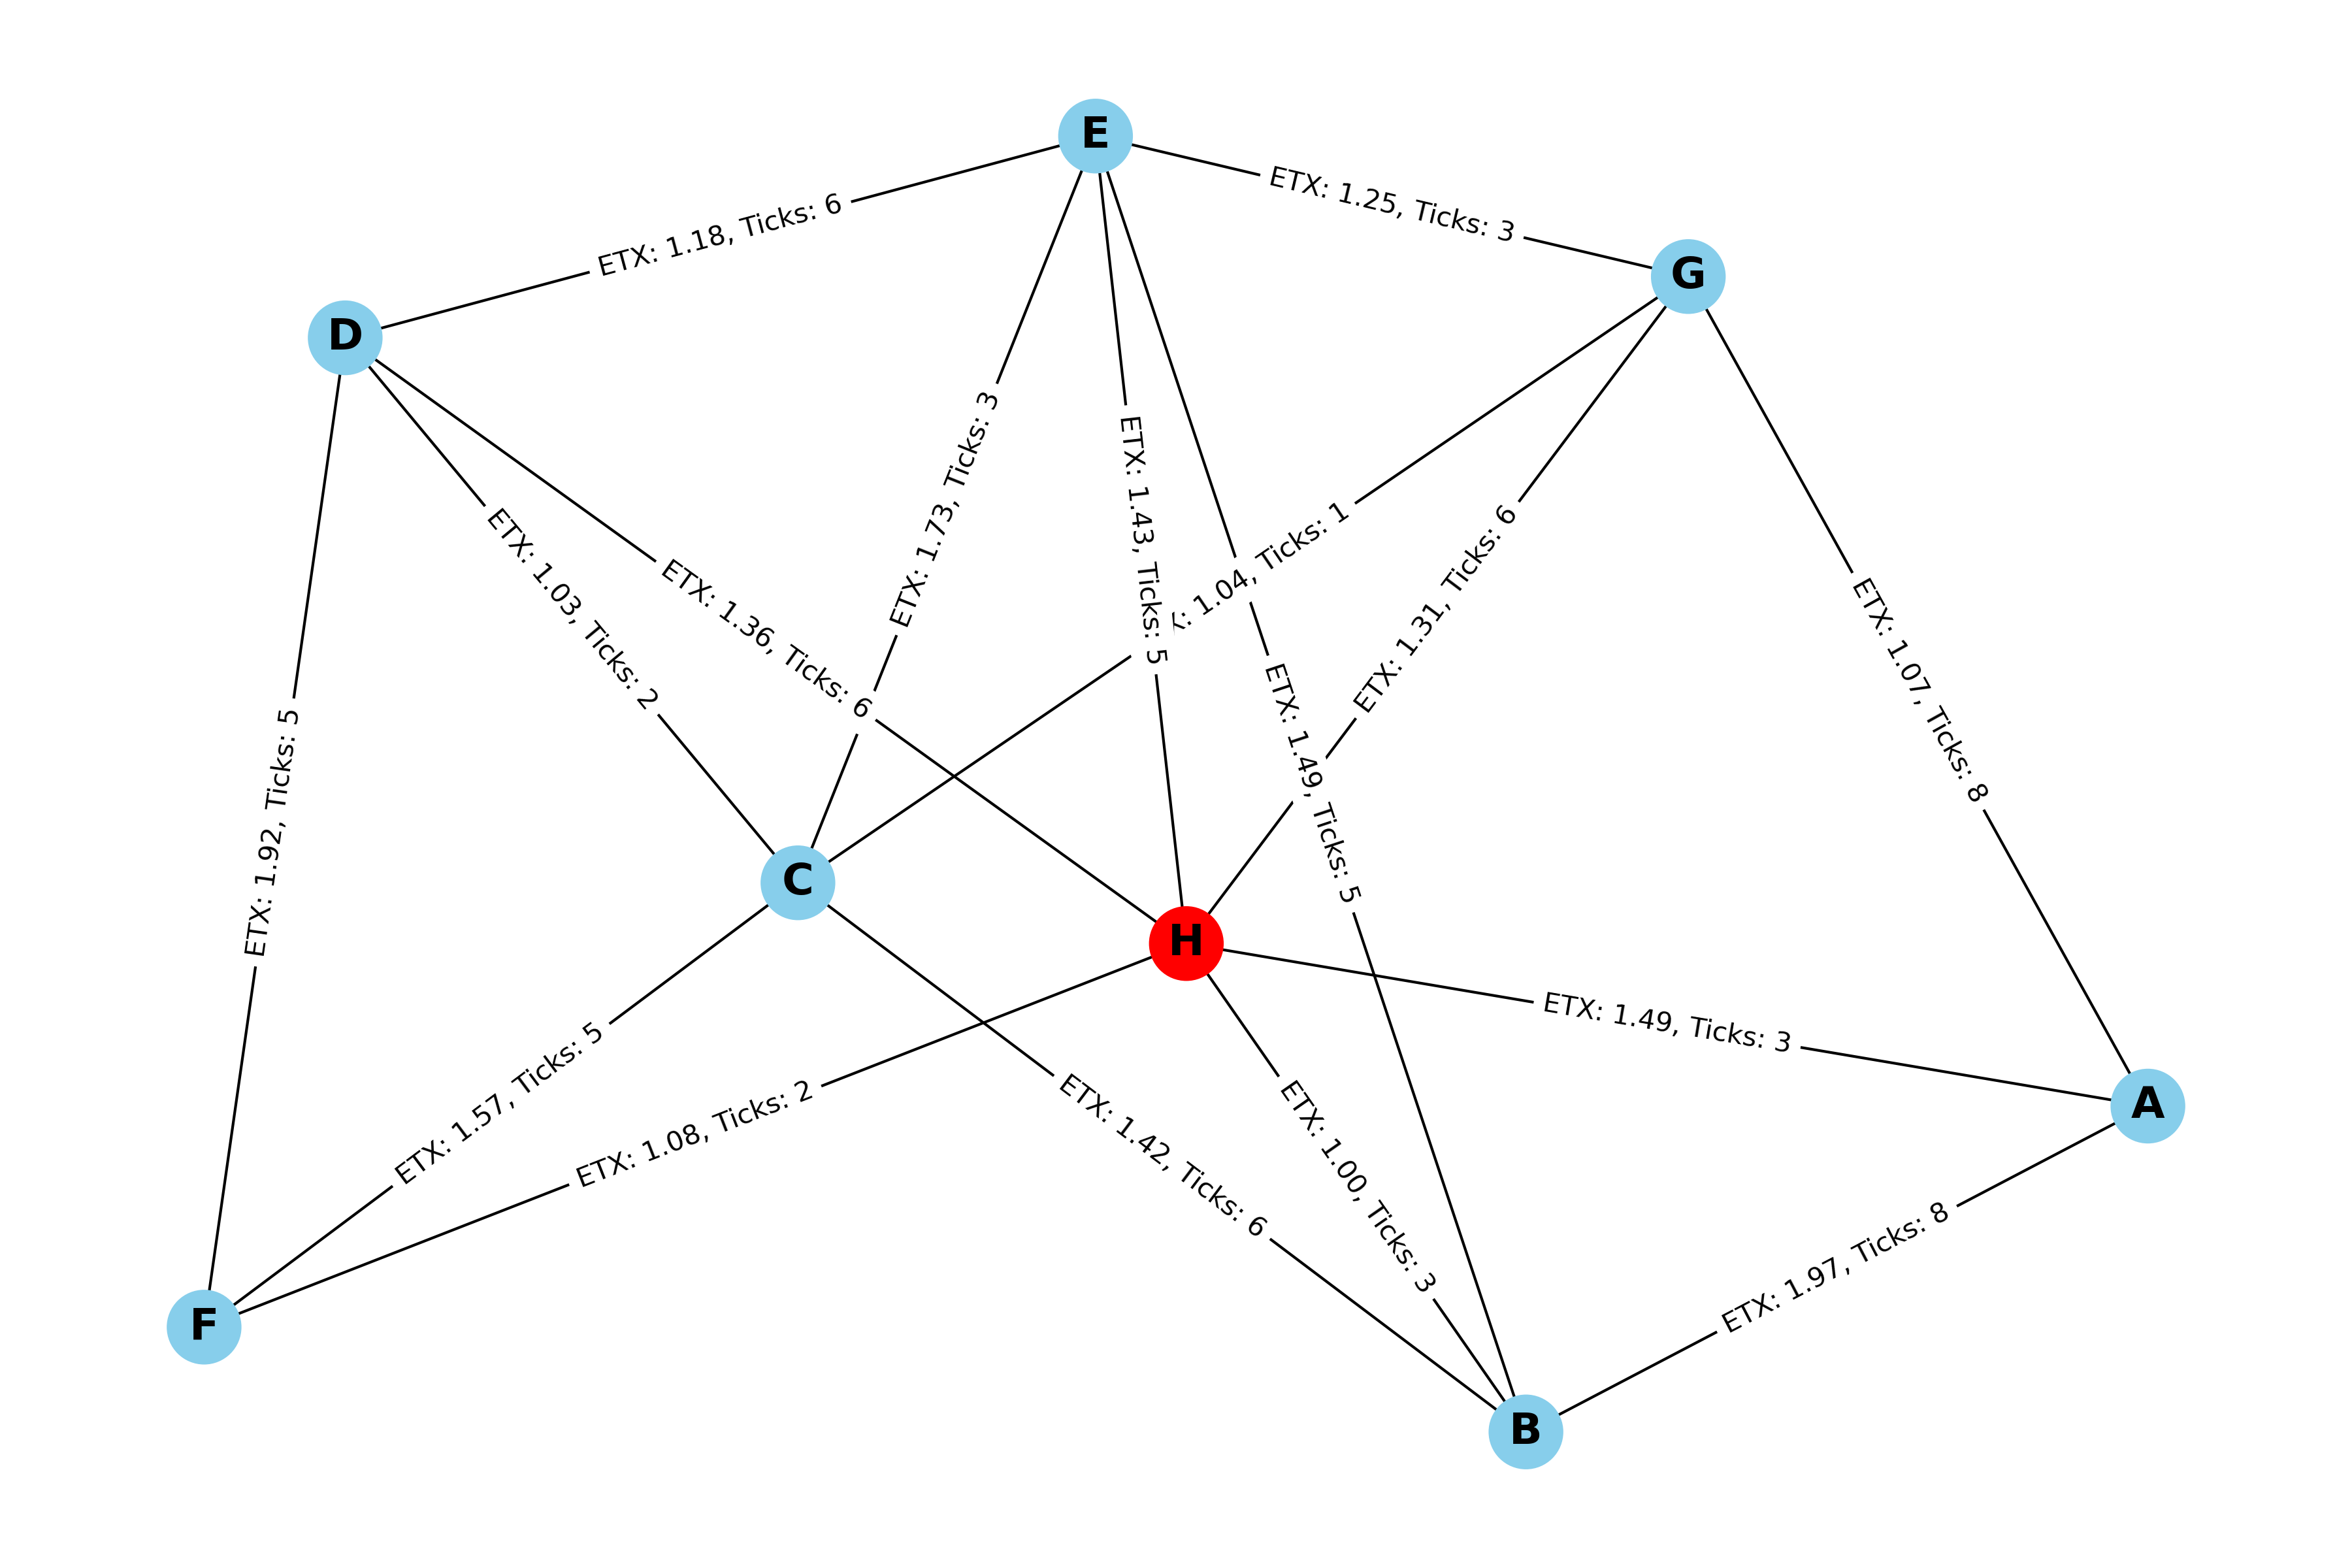 E
ETX: 1.25, Ticks: 3
ETX: 1.18, Ticks: 6
G
D
ETX: 1.73, Ticks: 3
ETX: 1.43, Ticks: 5
1.04, Ticks: 1
ETX: 1.31, Ticks: 6
ETX: 1.03, Ticks: 2
ETX: 1.36, Ticks: 6
ETX: 1.07, Ticks: 8
ETX: 1.49, Ticks: 5
ETX: 1.92, Ticks: 5
C
H
ETX: 1.49, Ticks: 3
ETX: 1.57, Ticks: 5
A
ETX: 1.08, Ticks: 2
ETX: 1.42, Ticks: 6
ETX: 1.00, Ticks: 3
ETX: 1.97, Ticks: 8
F
B